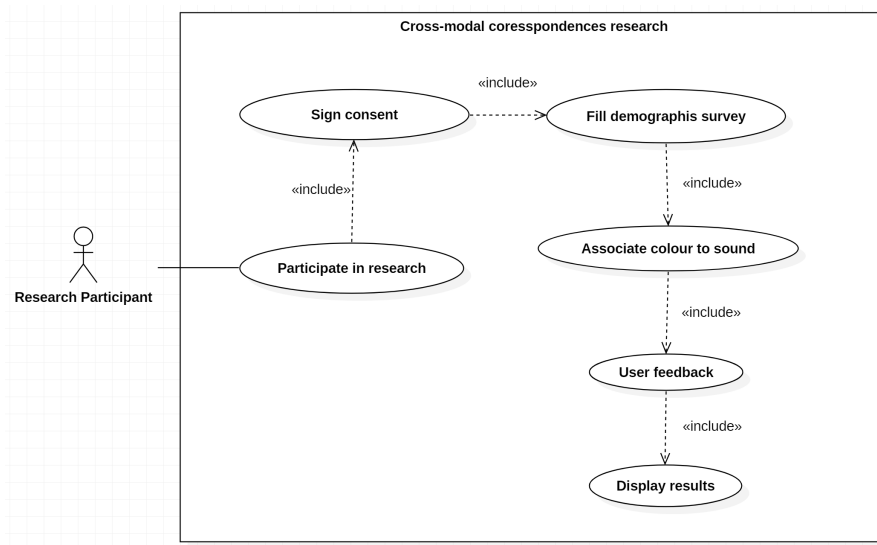 Cross-modal coresspondences research
«include»
Sign consent
Fill demographis survey
«include»
«include»
Associate colour to sound
Participate in research
Research Participant
«include»
User feedback
«include»
Display results